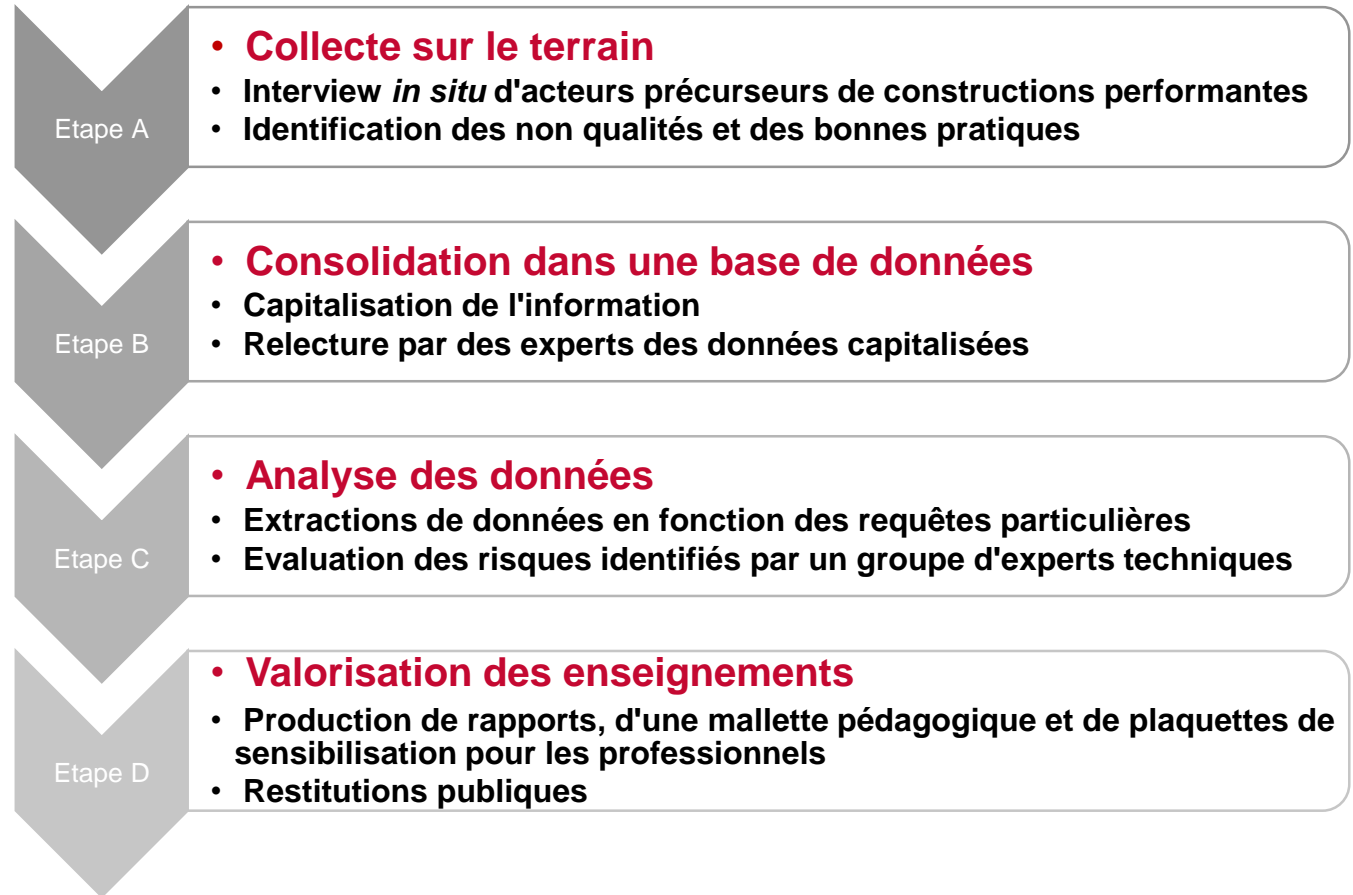 Etape A
• Collecte sur le terrain
• Interview in situ d'acteurs précurseurs de constructions performantes
• Identification des non qualités et des bonnes pratiques
Etape B
• Consolidation dans une base de données
• Capitalisation de l'information
• Relecture par des experts des données capitalisées
Etape C
• Analyse des données
• Extractions de données en fonction des requêtes particulières
• Evaluation des risques identifiés par un groupe d'experts techniques
Etape D
• Valorisation des enseignements
• Production de rapports, d'une mallette pédagogique et de plaquettes de
sensibilisation pour les professionnels
• Restitutions publiques